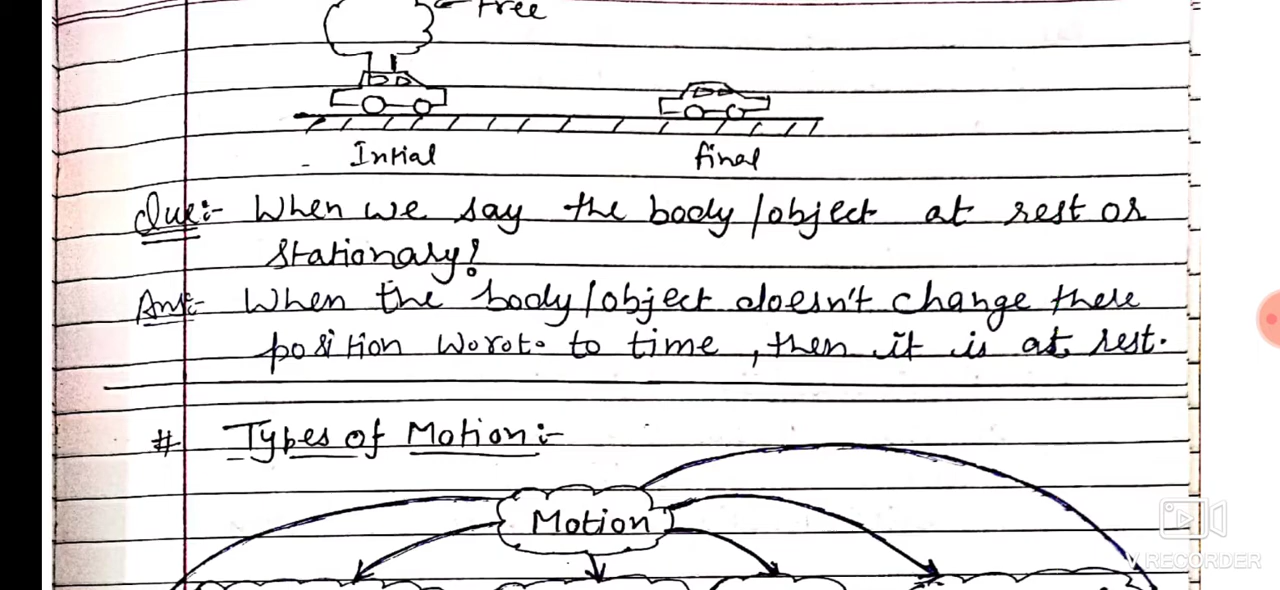 Tree
Intial
final
Que:- When we say the body/object at rest or
stationary?
Ans:- When the body/object doesn't change there
position w.r.t. to time, then it is at rest.
# Types of Motion:-
Motion
V RECORDER